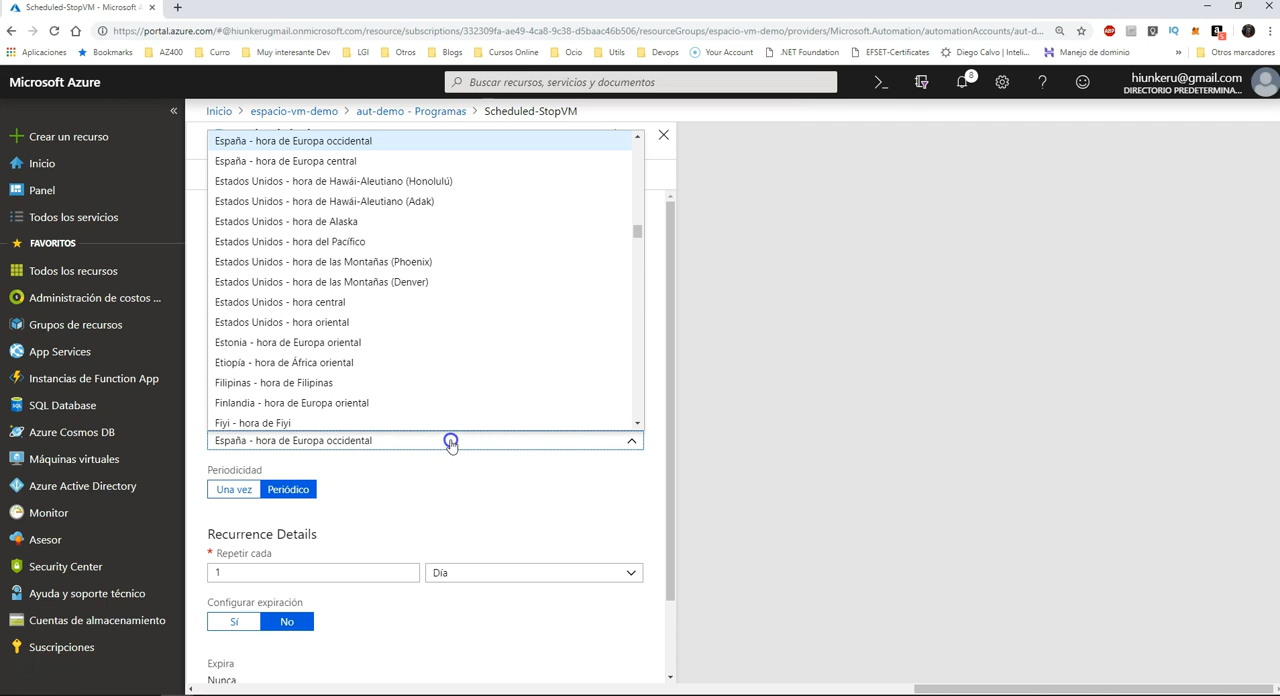 Scheduled-StopVM - Microsoft A
https://portal.azure.com/#@hiunkerugmail.onmicrosoft.com/resource/subscriptions/332309fa-ae49-4ca8-9c38-d5baac46b506/resourceGroups/espacio-vm-demo/providers/Microsoft.Automation/automationAccounts/aut-d...
Aplicaciones Bookmarks AZ400 Curro Muy interesante Dev LGI Otros Blogs Cursos Online Ocio Utils Devops Your Account .NET Foundation EFSET-Certificates Diego Calvo | Inteli... Manejo de dominio » Otros marcadores
Microsoft Azure
Buscar recursos, servicios y documentos
8
hiunkeru@gmail.com
DIRECTORIO PREDETERMINA...
«
Inicio > espacio-vm-demo > aut-demo - Programas > Scheduled-StopVM
Crear un recurso
Inicio
Panel
Todos los servicios
FAVORITOS
Todos los recursos
Administración de costos ...
Grupos de recursos
App Services
Instancias de Function App
SQL Database
Azure Cosmos DB
Máquinas virtuales
Azure Active Directory
Monitor
Asesor
Security Center
Ayuda y soporte técnico
Cuentas de almacenamiento
Suscripciones
España - hora de Europa occidental
España - hora de Europa central
Estados Unidos - hora de Hawái-Aleutiano (Honolulú)
Estados Unidos - hora de Hawái-Aleutiano (Adak)
Estados Unidos - hora de Alaska
Estados Unidos - hora del Pacífico
Estados Unidos - hora de las Montañas (Phoenix)
Estados Unidos - hora de las Montañas (Denver)
Estados Unidos - hora central
Estados Unidos - hora oriental
Estonia - hora de Europa oriental
Etiopía - hora de África oriental
Filipinas - hora de Filipinas
Finlandia - hora de Europa oriental
Fiyi - hora de Fiyi
España - hora de Europa occidental
Periodicidad
Una vez Periódico
Recurrence Details
* Repetir cada
1 Día
Configurar expiración
Sí No
Expira
Nunca